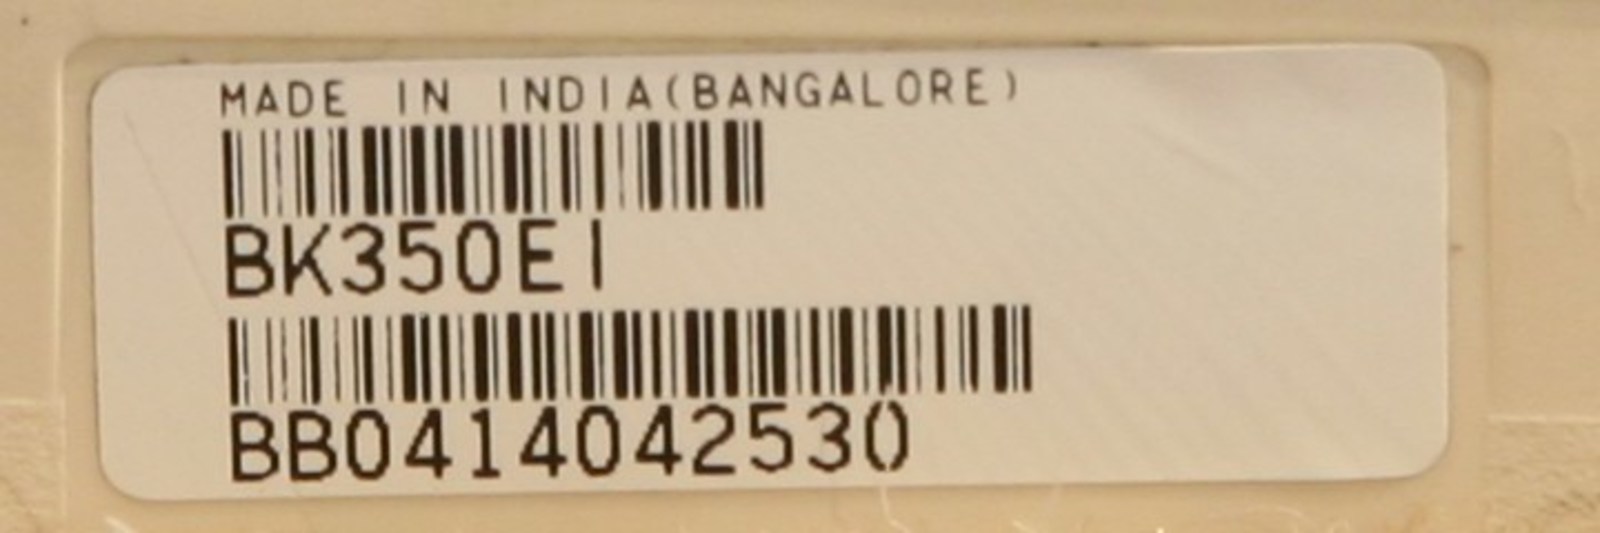 MADE IN INDIA(BANGALORE)
BK350EI
BB0414042530